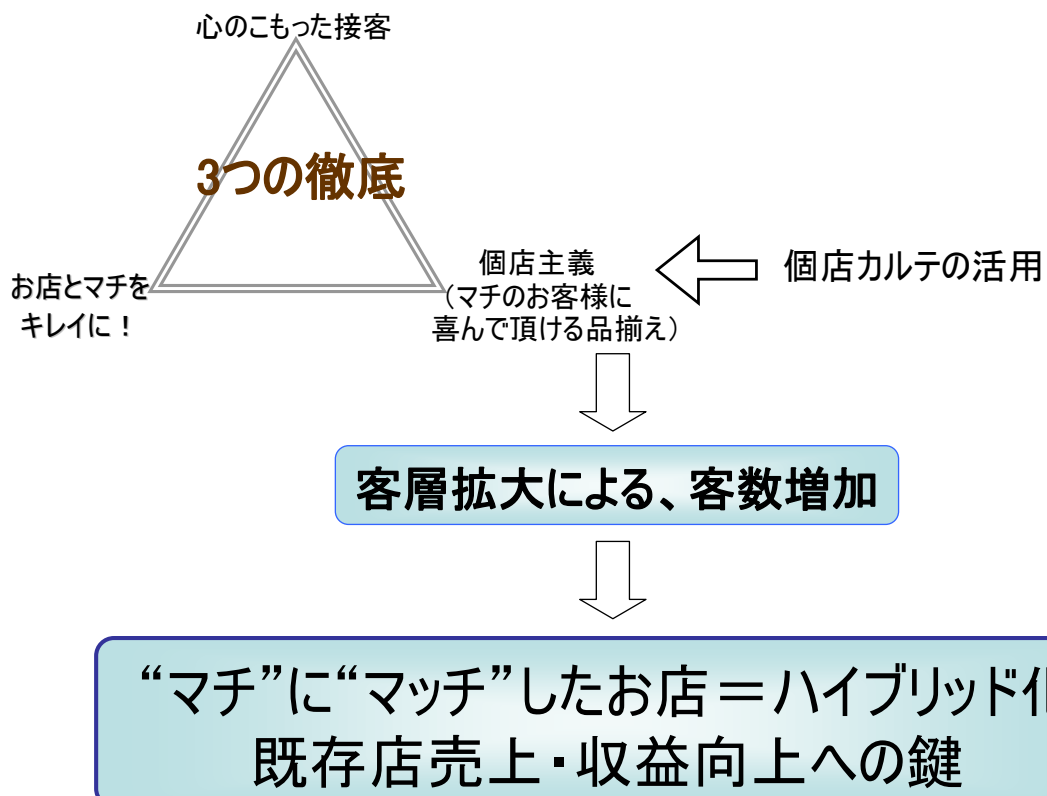 心のこもった接客
3つの徹底
お店とマチを
キレイに！
個店主義
（マチのお客様に
喜んで頂ける品揃え）
個店カルテの活用
客層拡大による、客数増加
“マチ”に“マッチ”したお店＝ハイブリッド化
既存店売上・収益向上への鍵